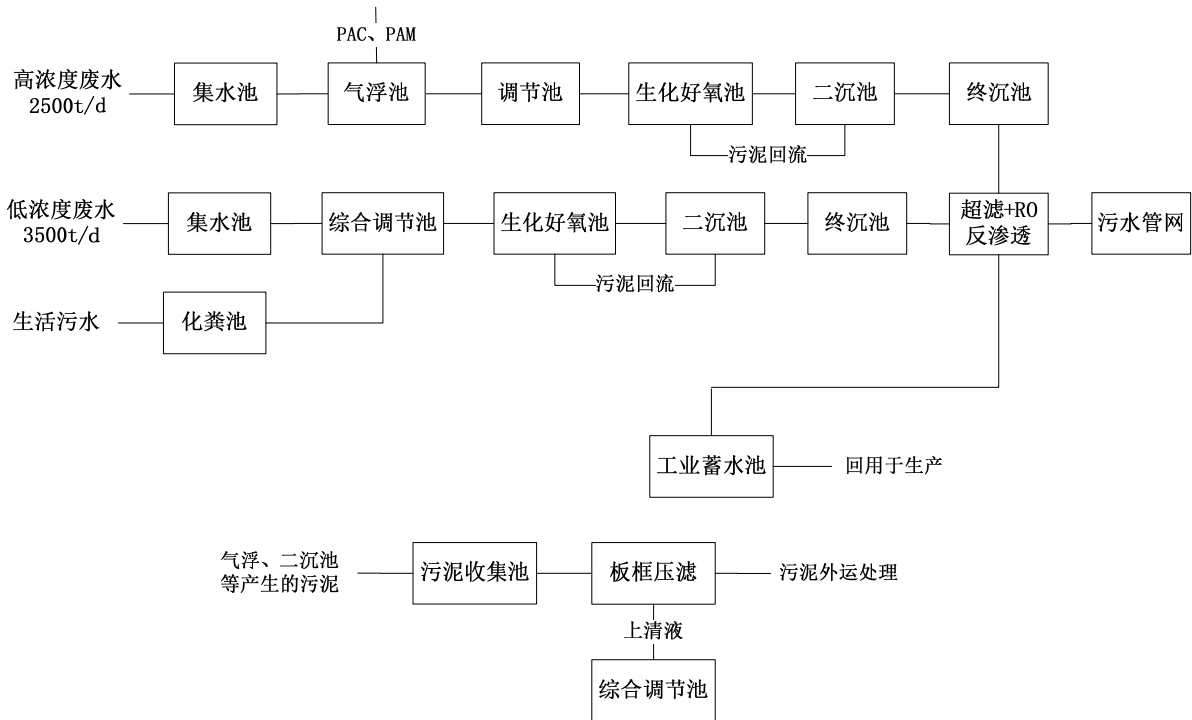 PAC、PAM
高浓度废水
2500t/d
集水池
气浮池
调节池
生化好氧池
二沉池
终沉池
污泥回流
低浓度废水
3500t/d
集水池
综合调节池
生化好氧池
二沉池
终沉池
超滤+RO
反渗透
污水管网
污泥回流
生活污水
化粪池
工业蓄水池
回用于生产
气浮、二沉池
等产生的污泥
污泥收集池
板框压滤
污泥外运处理
上清液
综合调节池